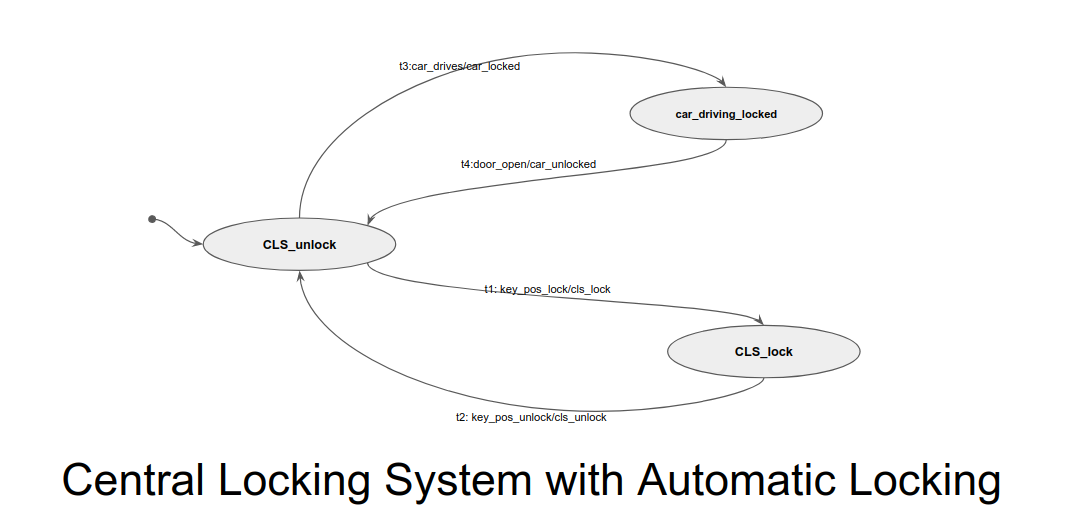 t3:car_drives/car_locked
car_driving_locked
t4:door_open/car_unlocked
CLS_unlock
t1: key_pos_lock/cls_lock
CLS_lock
t2: key_pos_unlock/cls_unlock
Central Locking System with Automatic Locking